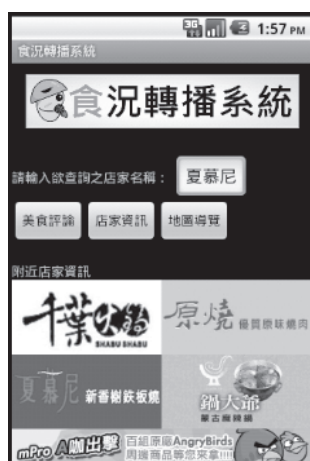 3G 1:57 PM
食況轉播系統
食況轉播系統
請輸入欲查詢之店家名稱： 夏慕尼
美食評論 店家資訊 地圖導覽
附近店家資訊
千葉火鍋
SHABU SHABU
原燒 優質原味燒肉
夏慕尼 新香榭鉄板燒
鍋大爺
蒙古麻辣鍋
mPro A咖出擊 百組原廠AngryBirds
周邊商品等您來拿!!!